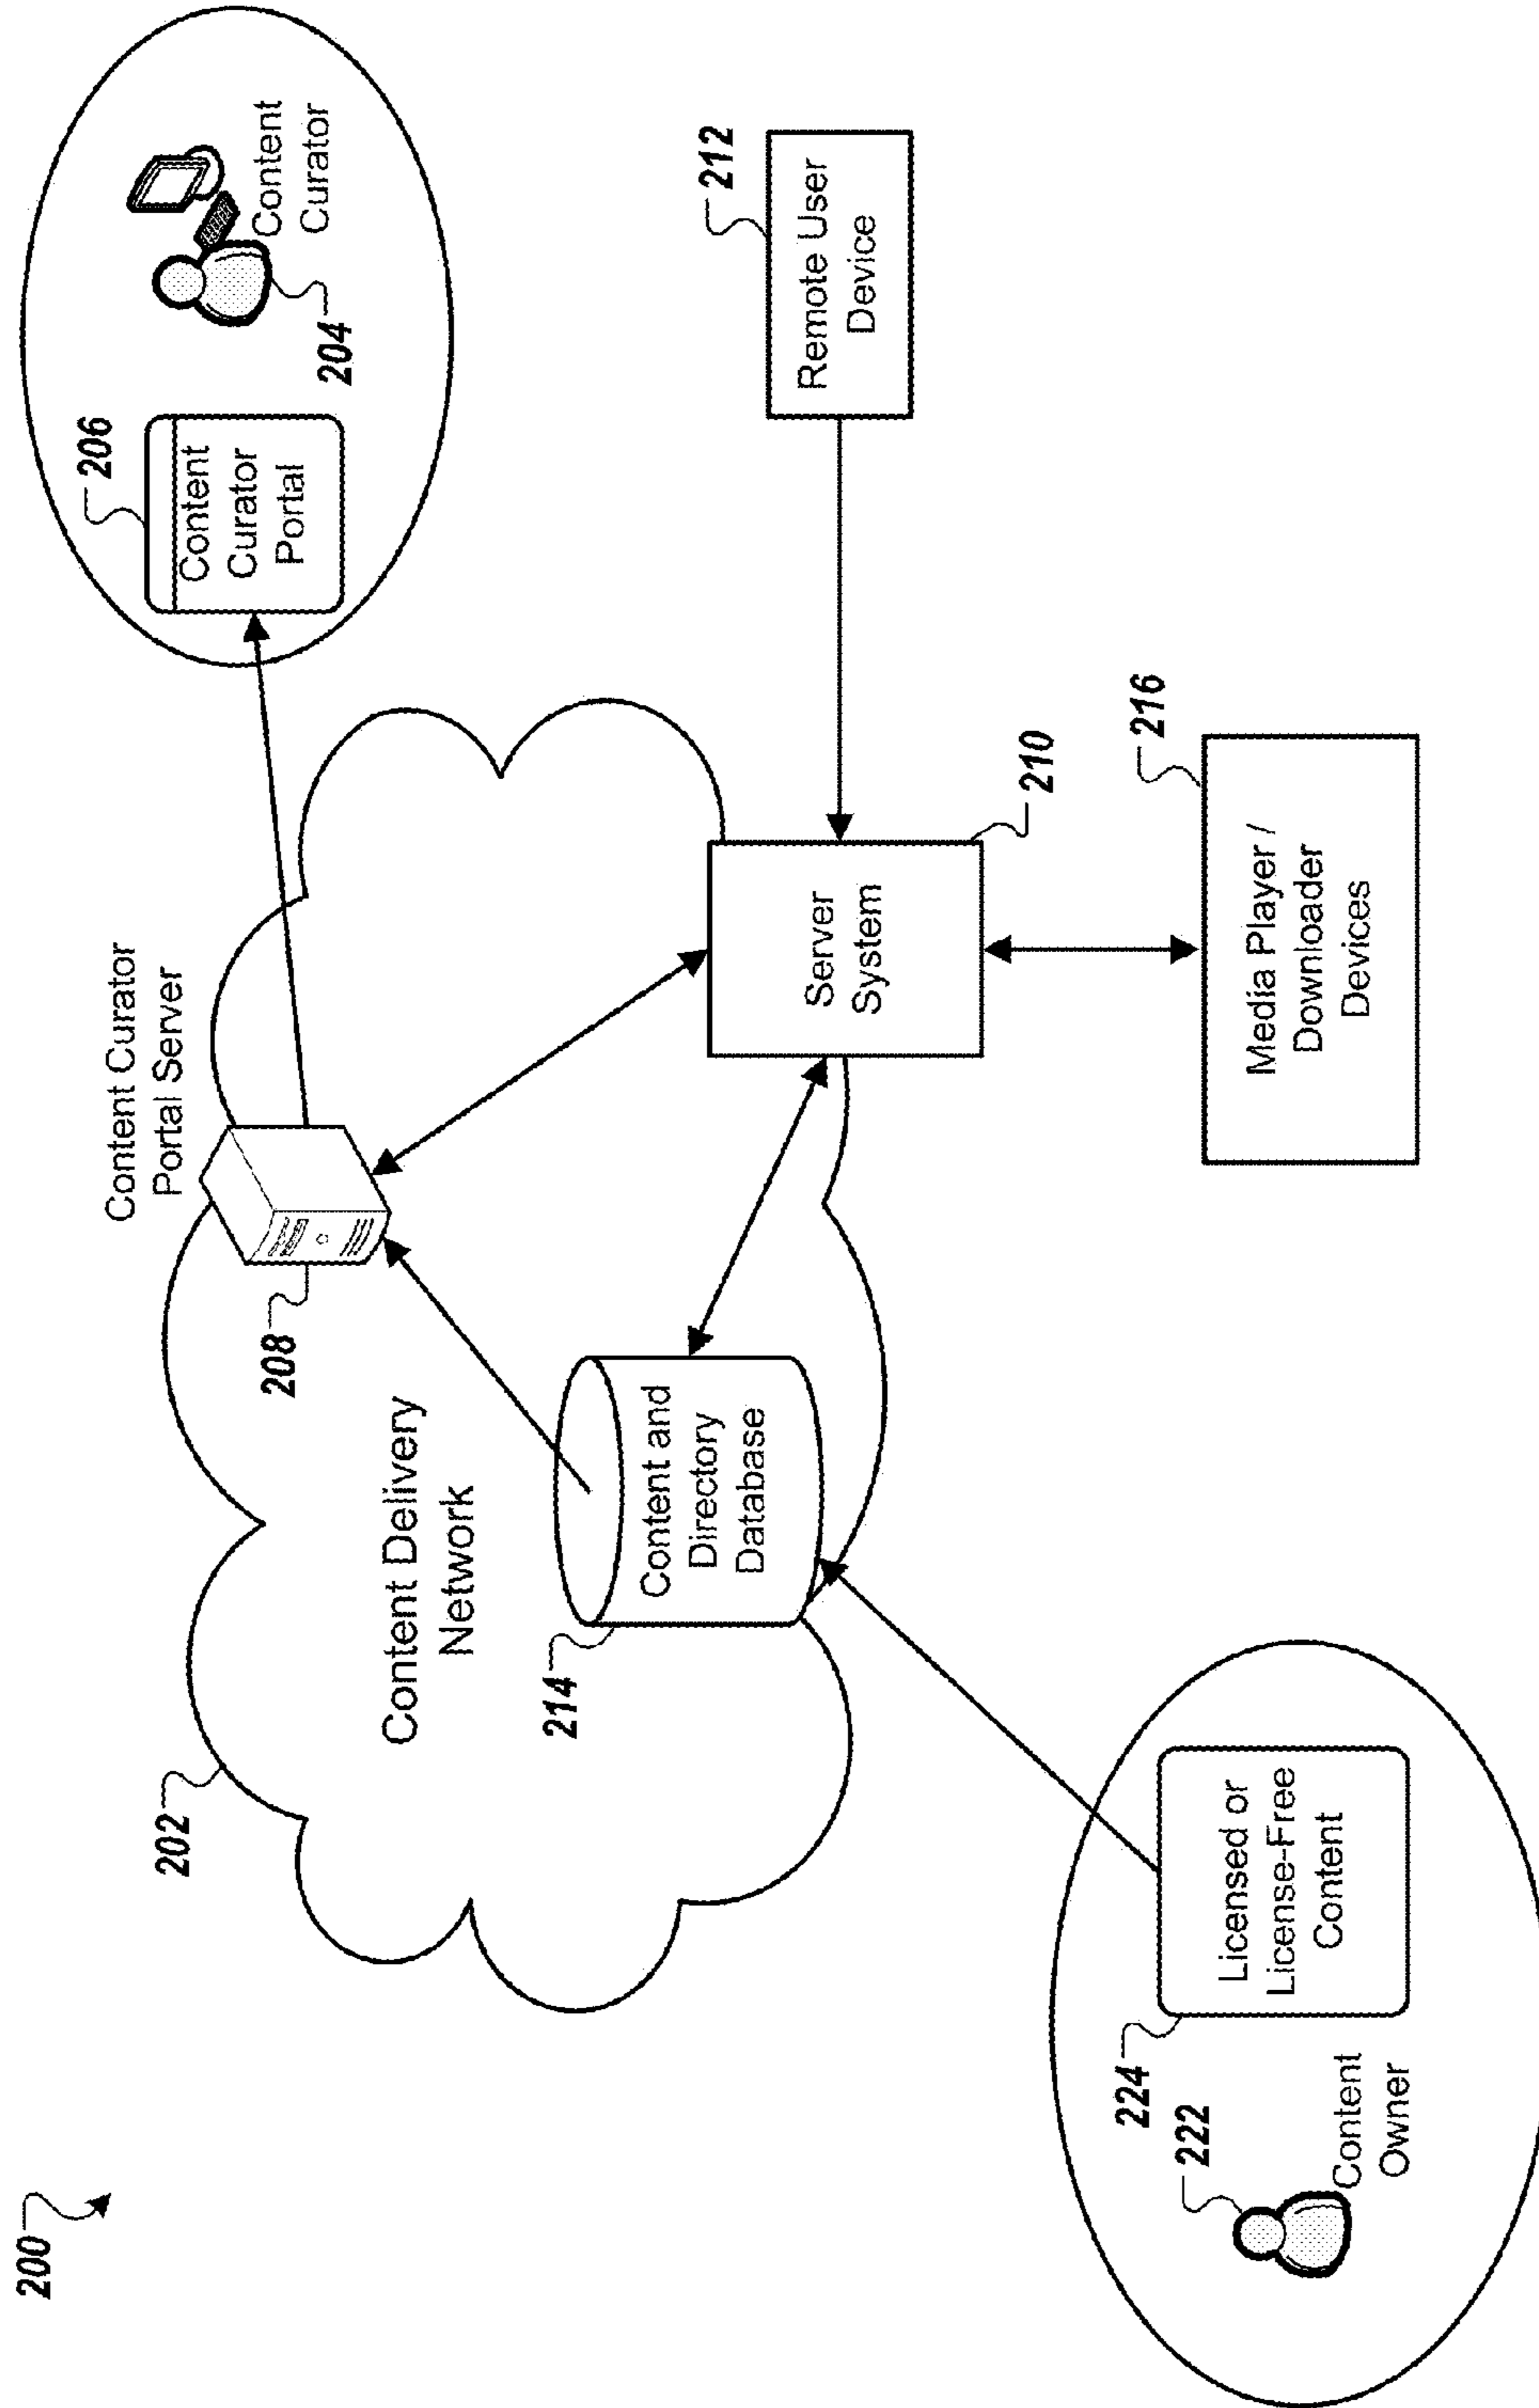 200
202
Content Delivery
Network
Content Curator
Portal Server
208
206
Content
Curator
Portal
204
Content
Curator
214
Content and
Directory
Database
Server
System
210
212
Remote User
Device
216
Media Player /
Downloader
Devices
222
Content
Owner
224
Licensed or
License-Free
Content